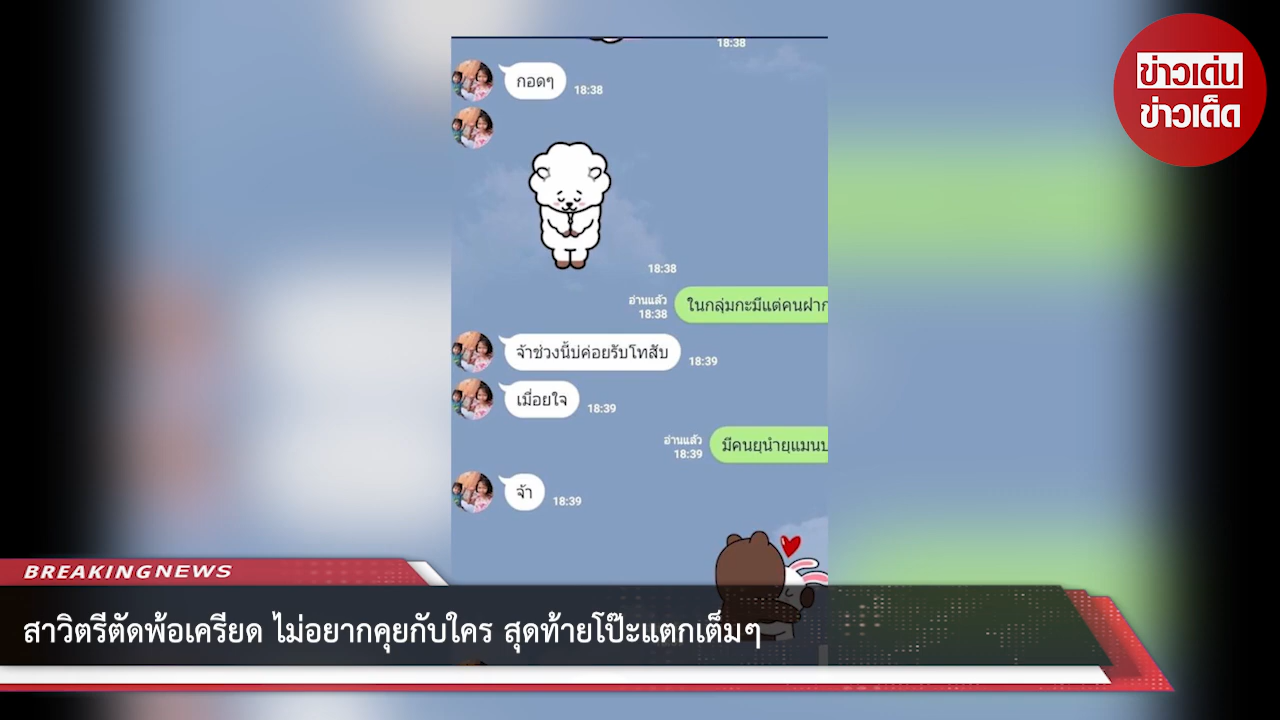 18:38
ข่าวเด่น
ข่าวเด็ด
กอดๆ
18:38
18:38
อ่านแล้ว
18:38
ในกลุ่มกะมีแต่คนฝาก
จ้าช่วงนี้บ่ค่อยรับโทสับ
18:39
เมื่อยใจ
18:39
อ่านแล้ว
18:39
มีคนยุนำยุแมนบ
จ้า
18:39
BREAKINGNEWS
สาวิตรีตัดพ้อเครียด ไม่อยากคุยกับใคร สุดท้ายโป๊ะแตกเต็มๆ